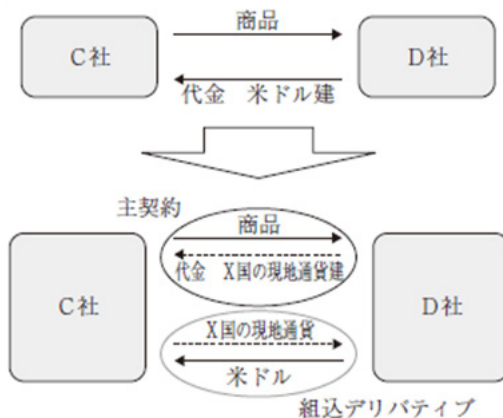 商品
C社
D社
代金 米ドル建
主契約
商品
代金 X国の現地通貨建
C社
D社
X国の現地通貨
米ドル
組込デリバティブ